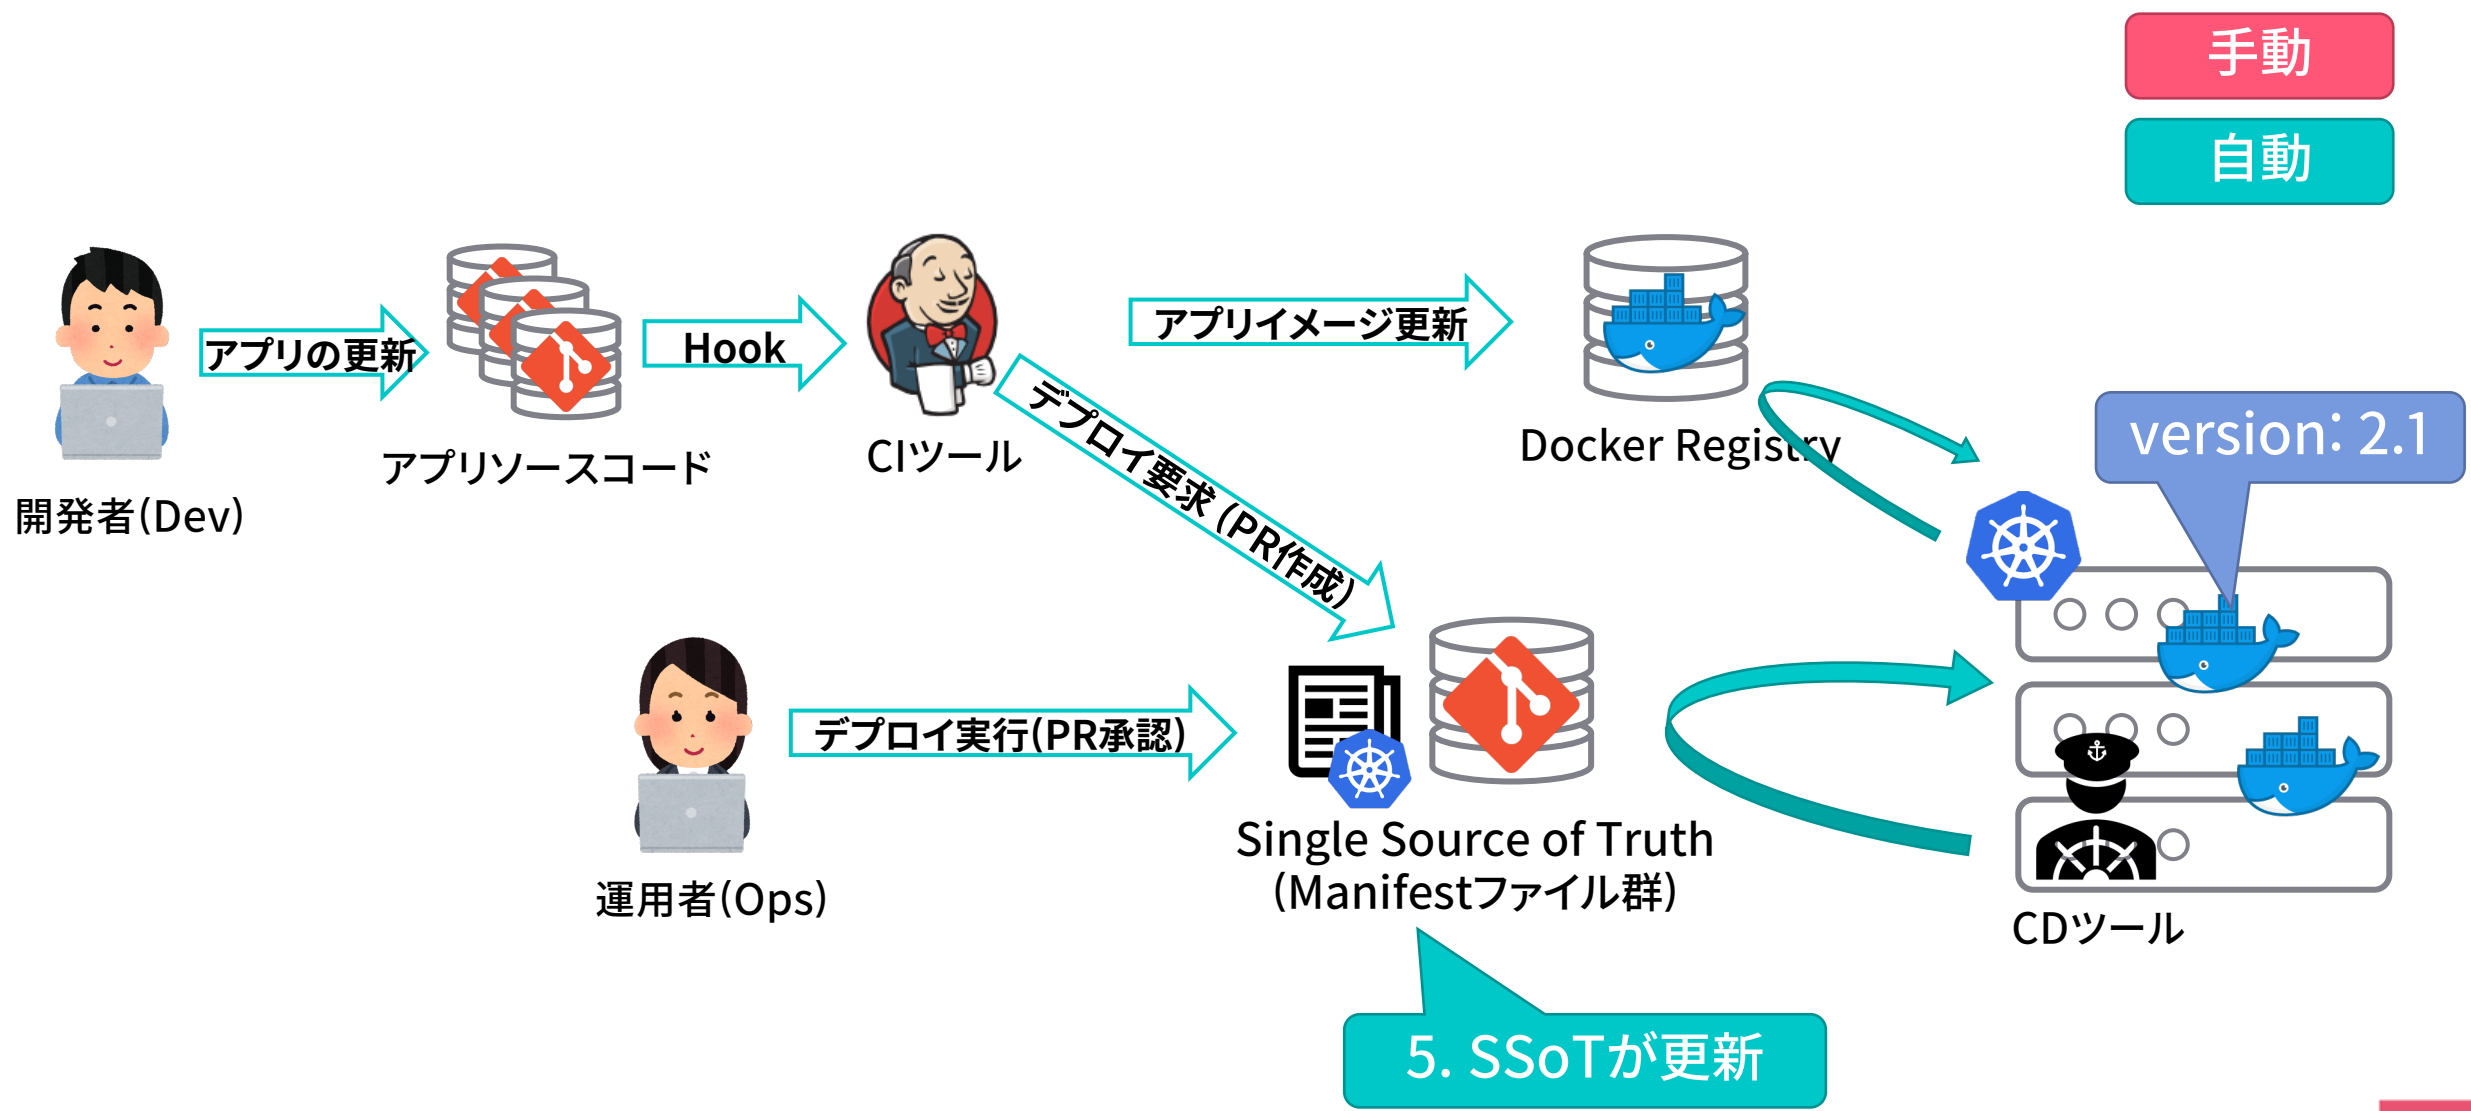 手動
自動
アプリの更新
Hook
アプリイメージ更新
デプロイ要求 (PR作成)
開発者(Dev)
アプリソースコード
CIツール
Docker Registry
version: 2.1
デプロイ実行(PR承認)
運用者(Ops)
Single Source of Truth
(Manifestファイル群)
CDツール
5. SSoTが更新